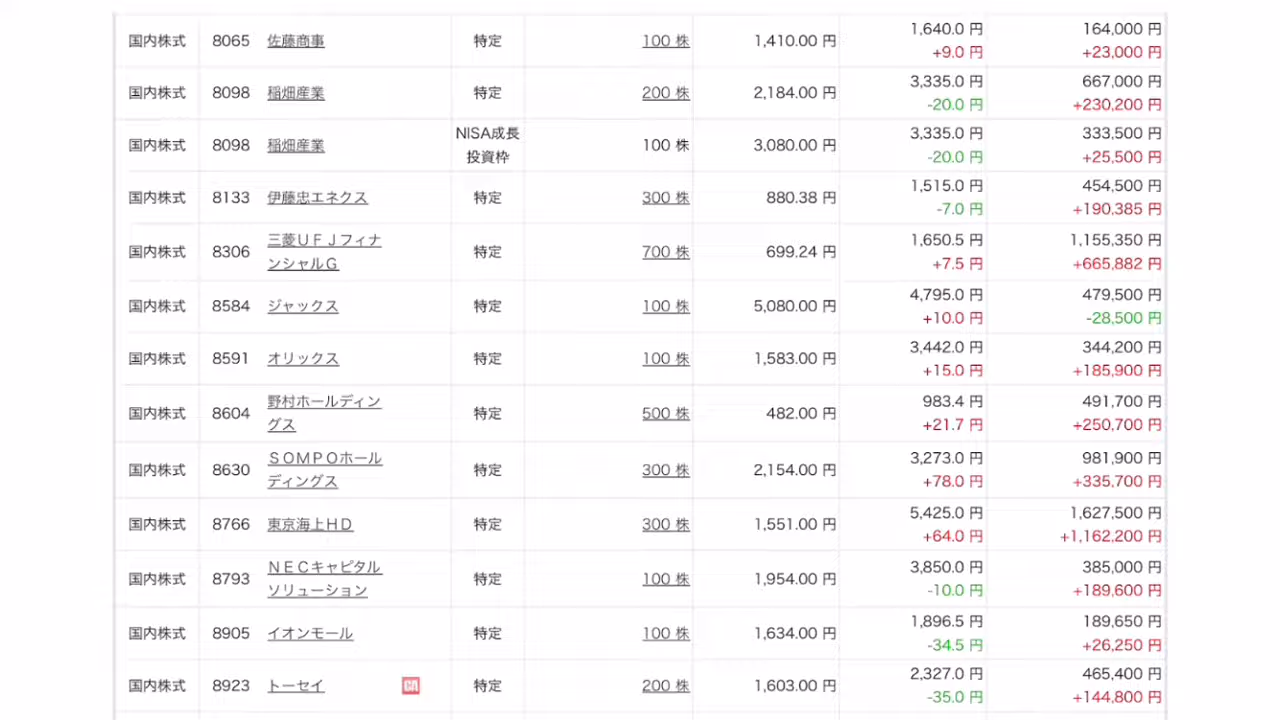 国内株式 8065 佐藤商事 特定 100 株 1,410.00 円 1,640.0 円 164,000 円
+9.0 円 +23,000 円
国内株式 8098 稲畑産業 特定 200 株 2,184.00 円 3,335.0 円 667,000 円
-20.0 円 +230,200 円
国内株式 8098 稲畑産業 NISA成長 100 株 3,080.00 円 3,335.0 円 333,500 円
投資枠 -20.0 円 +25,500 円
国内株式 8133 伊藤忠エネクス 特定 300 株 880.38 円 1,515.0 円 454,500 円
-7.0 円 +190,385 円
国内株式 8306 三菱ＵＦＪフィナ 特定 700 株 699.24 円 1,650.5 円 1,155,350 円
ンシャルＧ +7.5 円 +665,882 円
国内株式 8584 ジャックス 特定 100 株 5,080.00 円 4,795.0 円 479,500 円
+10.0 円 -28,500 円
国内株式 8591 オリックス 特定 100 株 1,583.00 円 3,442.0 円 344,200 円
+15.0 円 +185,900 円
国内株式 8604 野村ホールディン 特定 500 株 482.00 円 983.4 円 491,700 円
グス +21.7 円 +250,700 円
国内株式 8630 ＳＯＭＰＯホール 特定 300 株 2,154.00 円 3,273.0 円 981,900 円
ディングス +78.0 円 +335,700 円
国内株式 8766 東京海上ＨＤ 特定 300 株 1,551.00 円 5,425.0 円 1,627,500 円
+64.0 円 +1,162,200 円
国内株式 8793 ＮＥＣキャピタル 特定 100 株 1,954.00 円 3,850.0 円 385,000 円
ソリューション -10.0 円 +189,600 円
国内株式 8905 イオンモール 特定 100 株 1,634.00 円 1,896.5 円 189,650 円
-34.5 円 +26,250 円
国内株式 8923 トーセイ CA 特定 200 株 1,603.00 円 2,327.0 円 465,400 円
-35.0 円 +144,800 円